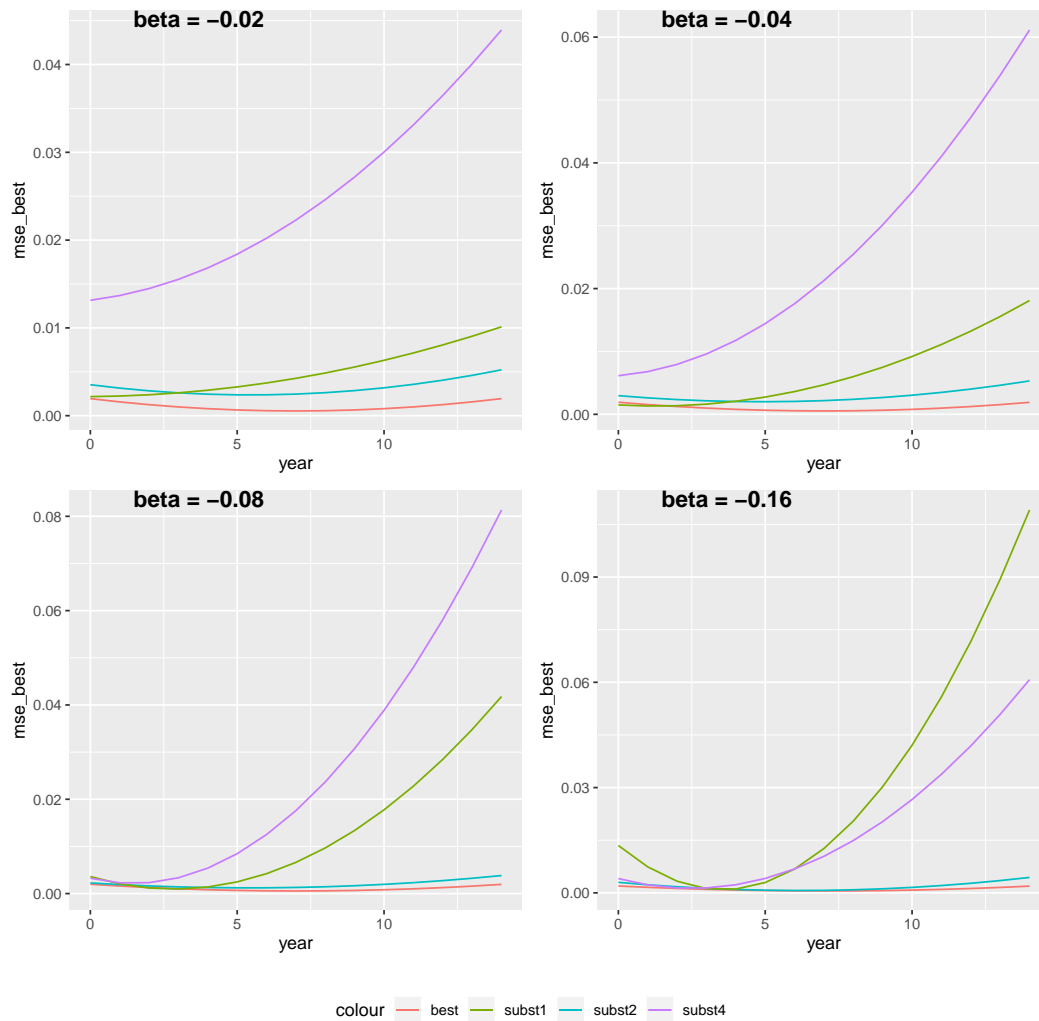 beta = −0.02
0.04
0.03
0.02
0.01
0.00
mse_best
0
5
10
year
beta = −0.04
0.06
0.04
0.02
0.00
mse_best
0
5
10
year
beta = −0.08
0.08
0.06
0.04
0.02
0.00
mse_best
0
5
10
year
beta = −0.16
0.09
0.06
0.03
0.00
mse_best
0
5
10
year
colour best subst1 subst2 subst4